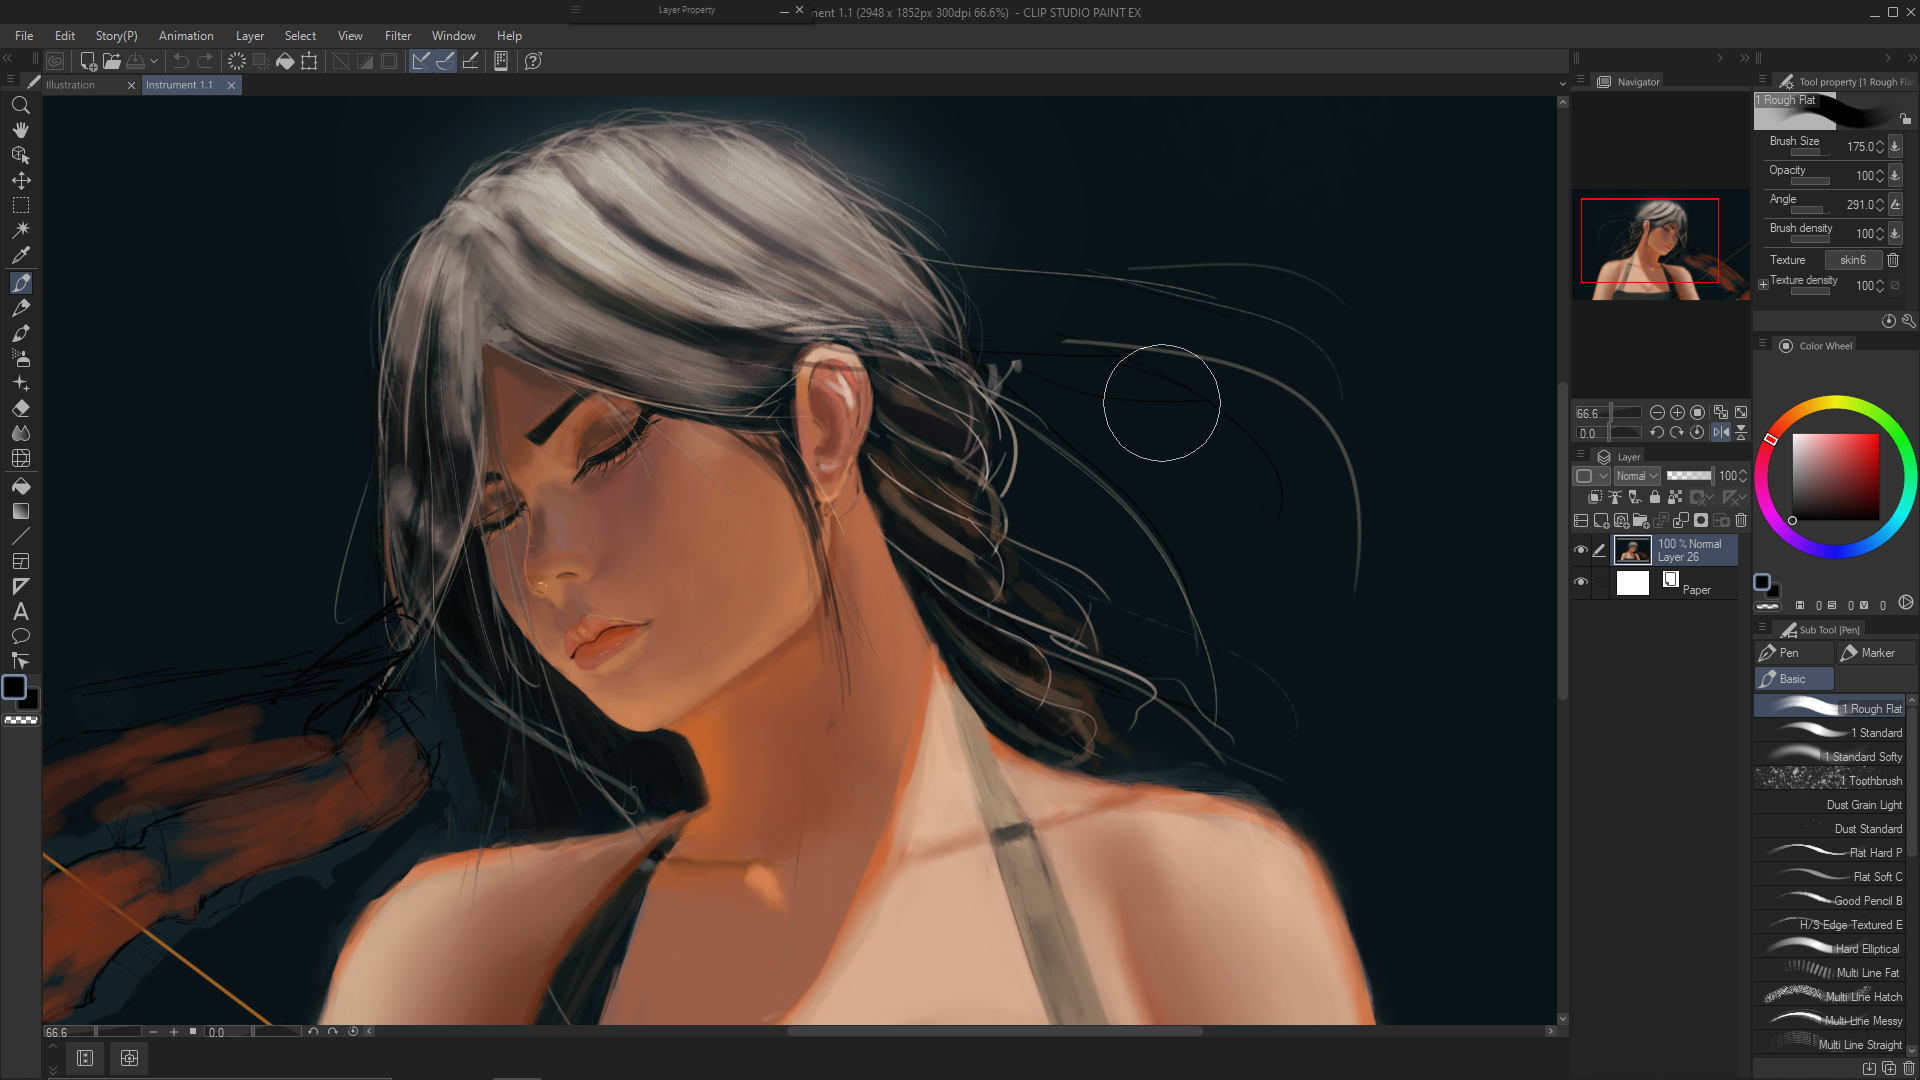 Layer Property
ment 1.1 (2948 x 1852px 300dpi 66.6%)  - CLIP STUDIO PAINT EX
File Edit Story(P) Animation Layer Select View Filter Window Help
Illustration
Instrument 1.1
Navigator
Tool property [1 Rough Fla
1 Rough Flat
Brush Size 175.0
Opacity 100
Angle 291.0
Brush density 100
Texture skin6
Texture density 100
Color Wheel
66.6
0.0
Layer
Normal 100
100 % Normal
Layer 26
Paper
0 0 0
Sub Tool [Pen]
Pen
Marker
Basic
1 Rough Flat
1 Standard
1 Standard Softy
1 Toothbrush
Dust Grain Light
Dust Standard
Flat Hard P
Flat Soft C
Good Pencil B
H/S Edge Textured E
Hard Elliptical
Multi Line Fat
Multi Line Hatch
Multi Line Messy
Multi Line Straight
66.6
0.0